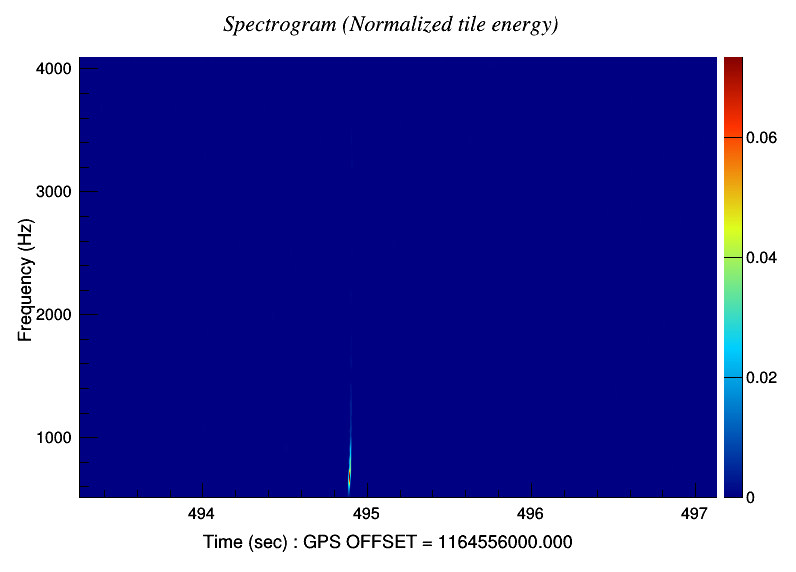 Spectrogram (Normalized tile energy)
4000
3000
2000
1000
Frequency (Hz)
0.06
0.04
0.02
0
494 495 496 497
Time (sec) : GPS OFFSET = 1164556000.000